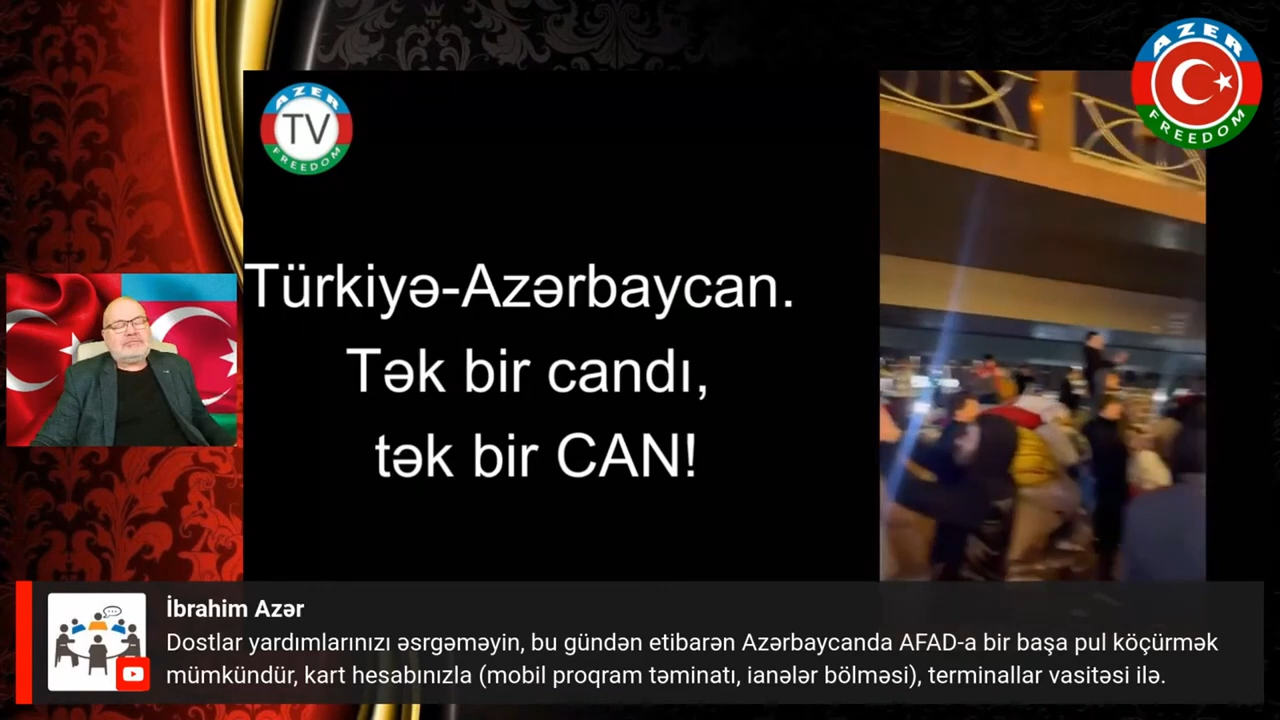 AZER
TV
FREEDOM
AZER
FREEDOM
Türkiyə-Azərbaycan.
Tək bir candı,
tək bir CAN!
İbrahim Azər
Dostlar yardımlarınızı əsrgəməyin, bu gündən etibarən Azərbaycanda AFAD-a bir başa pul köçürmək
mümkündür, kart hesabınızla (mobil proqram təminatı, ianələr bölməsi), terminallar vasitəsi ilə.